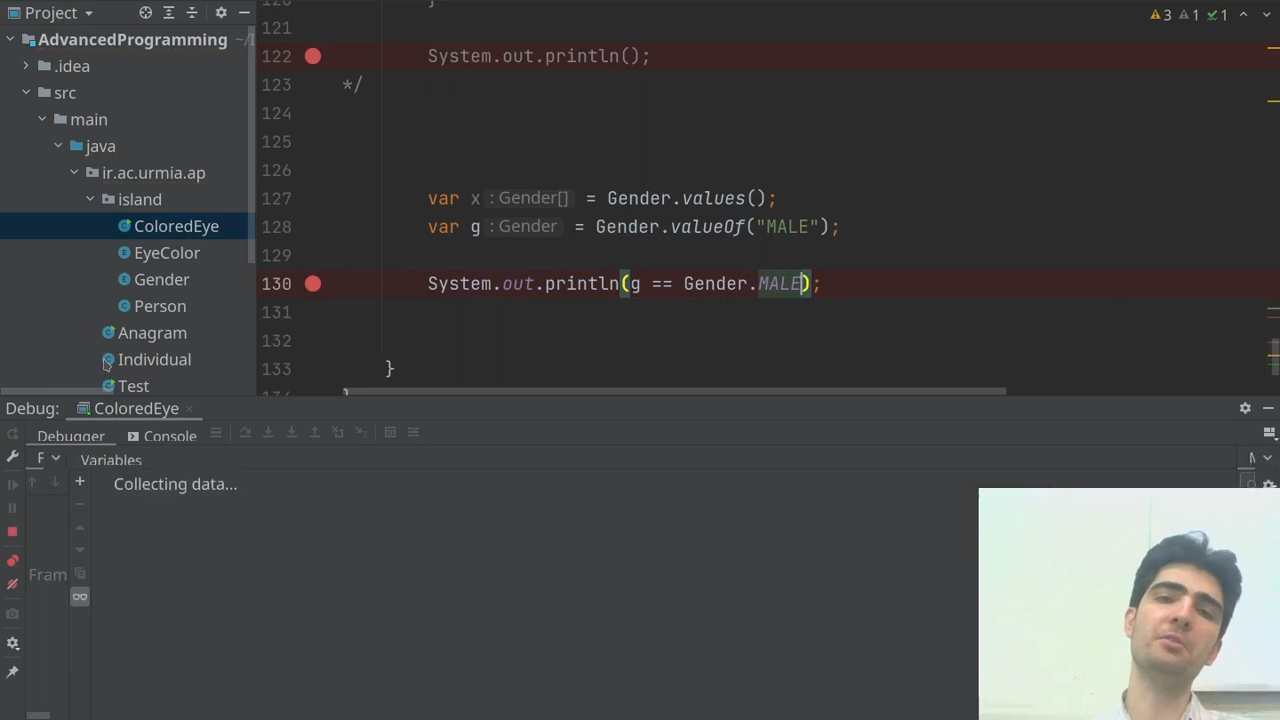 Project
3 1 1
AdvancedProgramming ~/I
.idea
src
main
java
ir.ac.urmia.ap
island
ColoredEye
EyeColor
Gender
Person
Anagram
Individual
Test
121
122 System.out.println();
123 */
124
125
126
127 var x : Gender[] = Gender.values();
128 var g : Gender = Gender.valueOf("MALE");
129
130 System.out.println(g == Gender.MALE);
131
132
133 }
Debug: ColoredEye
Debugger Console
F Variables
Collecting data...
Fram